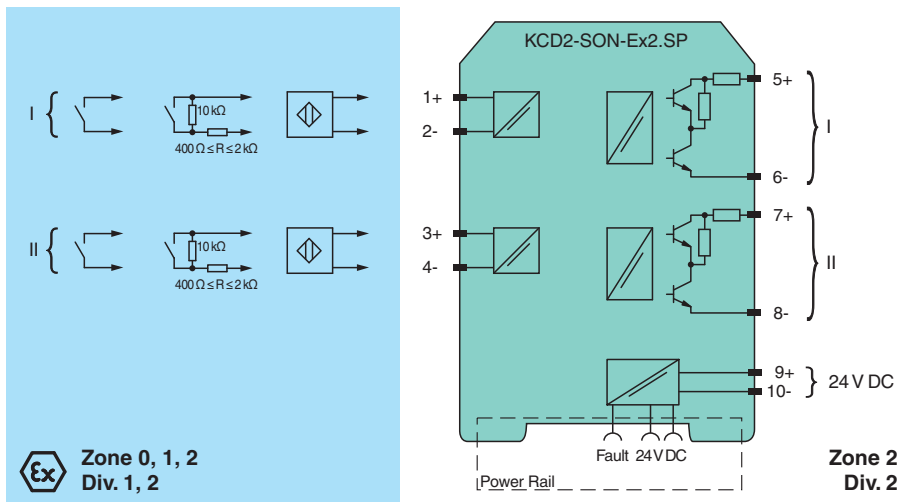 KCD2-SON-Ex2.SP
I
10 kΩ
400 Ω ≤ R ≤ 2 kΩ
1+
2-
5+
6-
I
II
10 kΩ
400 Ω ≤ R ≤ 2 kΩ
3+
4-
7+
8-
II
9+
10-
24 V DC
Fault 24 V DC
Power Rail
Ex
Zone 0, 1, 2
Div. 1, 2
Zone 2
Div. 2